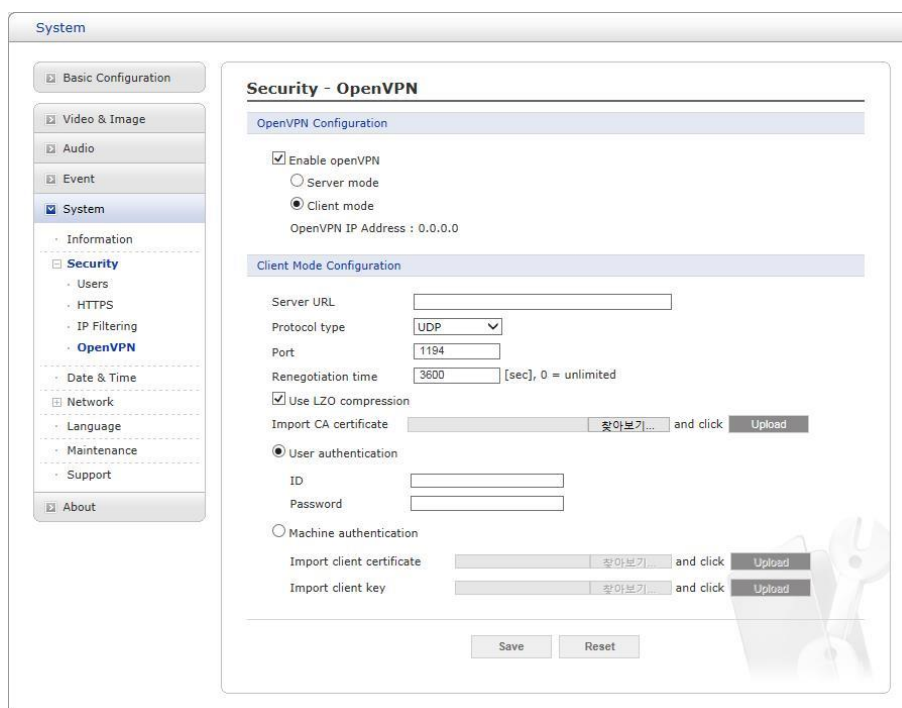 System
Basic Configuration
Video & Image
Audio
Event
System
Information
Security
Users
HTTPS
IP Filtering
OpenVPN
Date & Time
Network
Language
Maintenance
Support
About
Security - OpenVPN
OpenVPN Configuration
Enable openVPN
Server mode
Client mode
OpenVPN IP Address : 0.0.0.0
Client Mode Configuration
Server URL
Protocol type UDP
Port 1194
Renegotiation time 3600 [sec], 0 = unlimited
Use LZO compression
Import CA certificate 찾아보기... and click Upload
User authentication
ID
Password
Machine authentication
Import client certificate 찾아보기... and click Upload
Import client key 찾아보기... and click Upload
Save Reset